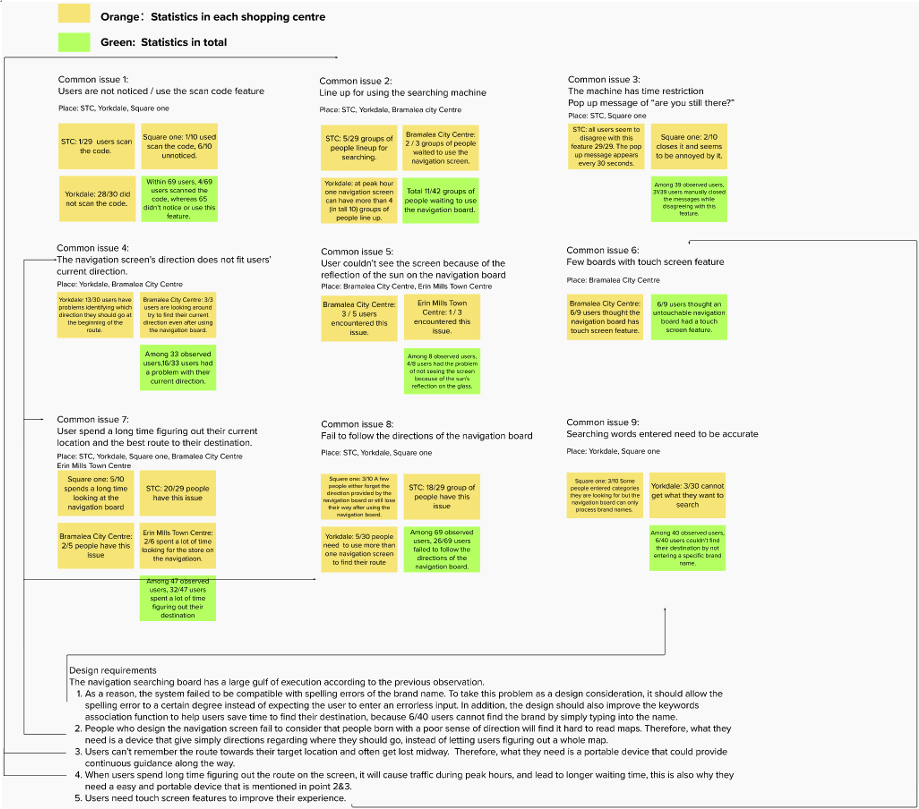 Orange: Statistics in each shopping centre
Green: Statistics in total
Common issue 1:
Users are not noticed / use the scan code feature
Place: STC, Yorkdale, Square one
STC: 1/29 users scan
the code.
Square one: 1/10 used
scan the code, 6/10
unnoticed.
Yorkdale: 28/30 did
not scan the code.
Within 69 users, 4/69
users scanned the
code, whereas 65
didn't notice or use this
feature.
Common issue 2:
Line up for using the searching machine
Place: STC, Yorkdale, Bramalea city Centre
STC: 5/29 groups of
people lineup for
searching.
Bramalea City Centre:
2 / 3 groups of people
waited to use the
navigation screen.
Yorkdale: at peak hour
one navigation screen
can have more than 4
(in tall 10) groups of
people line up.
Total 11/42 groups of
people waiting to use
the navigation board.
Common issue 3:
The machine has time restriction
Pop up message of "are you still there?"
Place: STC, Square one
STC: all users seem to
disagree with this
feature 29/29. The pop
up message appears
every 30 seconds.
Square one: 2/10
closes it and seems
to be annoyed by it.
Among 39 observed users,
31/39 users manually closed
the messages while
disagreeing with this
feature.
Common issue 4:
The navigation screen's direction does not fit users'
current direction.
Place: Yorkdale, Bramalea City Centre
Yorkdale: 13/30 users have
problems identifying which
direction they should go at
the beginning of the
route.
Bramalea City Centre: 3/3
users are looking around
try to find their current
direction even after using
the navigation board.
Among 33 observed
users,16/33 users had
a problem with their
current direction.
Common issue 5:
User couldn't see the screen because of the
reflection of the sun on the navigation board
Place: Bramalea City Centre, Erin Mills Town Centre
Bramalea City Centre:
3 / 5 users
encountered this
issue.
Erin Mills Town
Centre: 1 / 3
encountered this
issue.
Among 8 observed users,
4/8 users had the problem
of not seeing the screen
because of the sun's
reflection on the glass.
Common issue 6:
Few boards with touch screen feature
Place: Bramalea City Centre
Bramalea City Centre:
6/9 users thought the
navigation board has
touch screen feature.
6/9 users thought an
untouchable navigation
board had a touch
screen feature.
Common issue 7:
User spend a long time figuring out their current
location and the best route to their destination.
Place: STC, Yorkdale, Square one, Bramalea City Centre
Erin Mills Town Centre
Square one: 5/10
spends a long time
looking at the
navigation board
STC: 20/29 people
have this issue
Bramalea City Centre:
2/5 people have this
issue
Erin Mills Town Centre:
2/6 spent a lot of time
looking for the store on
the navigatioon.
Among 47 observed
users, 32/47 users
spent a lot of time
figuring out their
destination
Common issue 8:
Fail to follow the directions of the navigation board
Place: STC, Yorkdale, Square one
Square one: 3/10 A few
people either forget the
direction provided by the
navigation board or still lose
their way after using the
navigation board.
STC: 18/29 group of
people have this
issue
Yorkdale: 5/30 people
need to use more than
one navigation screen
to find their route
Among 69 observed
users, 26/69 users
failed to follow the
directions of the
navigation board.
Common issue 9:
Searching words entered need to be accurate
Place: Yorkdale, Square one
Square one: 3/10 Some
people entered categories
they are looking for but the
navigation board can only
process brand names.
Yorkdale: 3/30 cannot
get what they want to
search
Among 40 observed users,
6/40 users couldn't find
their destination by not
entering a specific brand
name.
Design requirements
The navigation searching board has a large gulf of execution according to the previous observation.
1. As a reason, the system failed to be compatible with spelling errors of the brand name. To take this problem as a design consideration, it should allow the
spelling error to a certain degree instead of expecting the user to enter an errorless input. In addition, the design should also improve the keywords
association function to help users save time to find their destination, because 6/40 users cannot find the brand by simply typing into the name.
2. People who design the navigation screen fail to consider that people born with a poor sense of direction will find it hard to read maps. Therefore, what they
need is a device that give simply directions regarding where they should go, instead of letting users figuring out a whole map.
3. Users can't remember the route towards their target location and often get lost midway. Therefore, what they need is a portable device that could provide
continuous guidance along the way.
4. When users spend long time figuring out the route on the screen, it will cause traffic during peak hours, and lead to longer waiting time, this is also why they
need a easy and portable device that is mentioned in point 2&3.
5. Users need touch screen features to improve their experience.